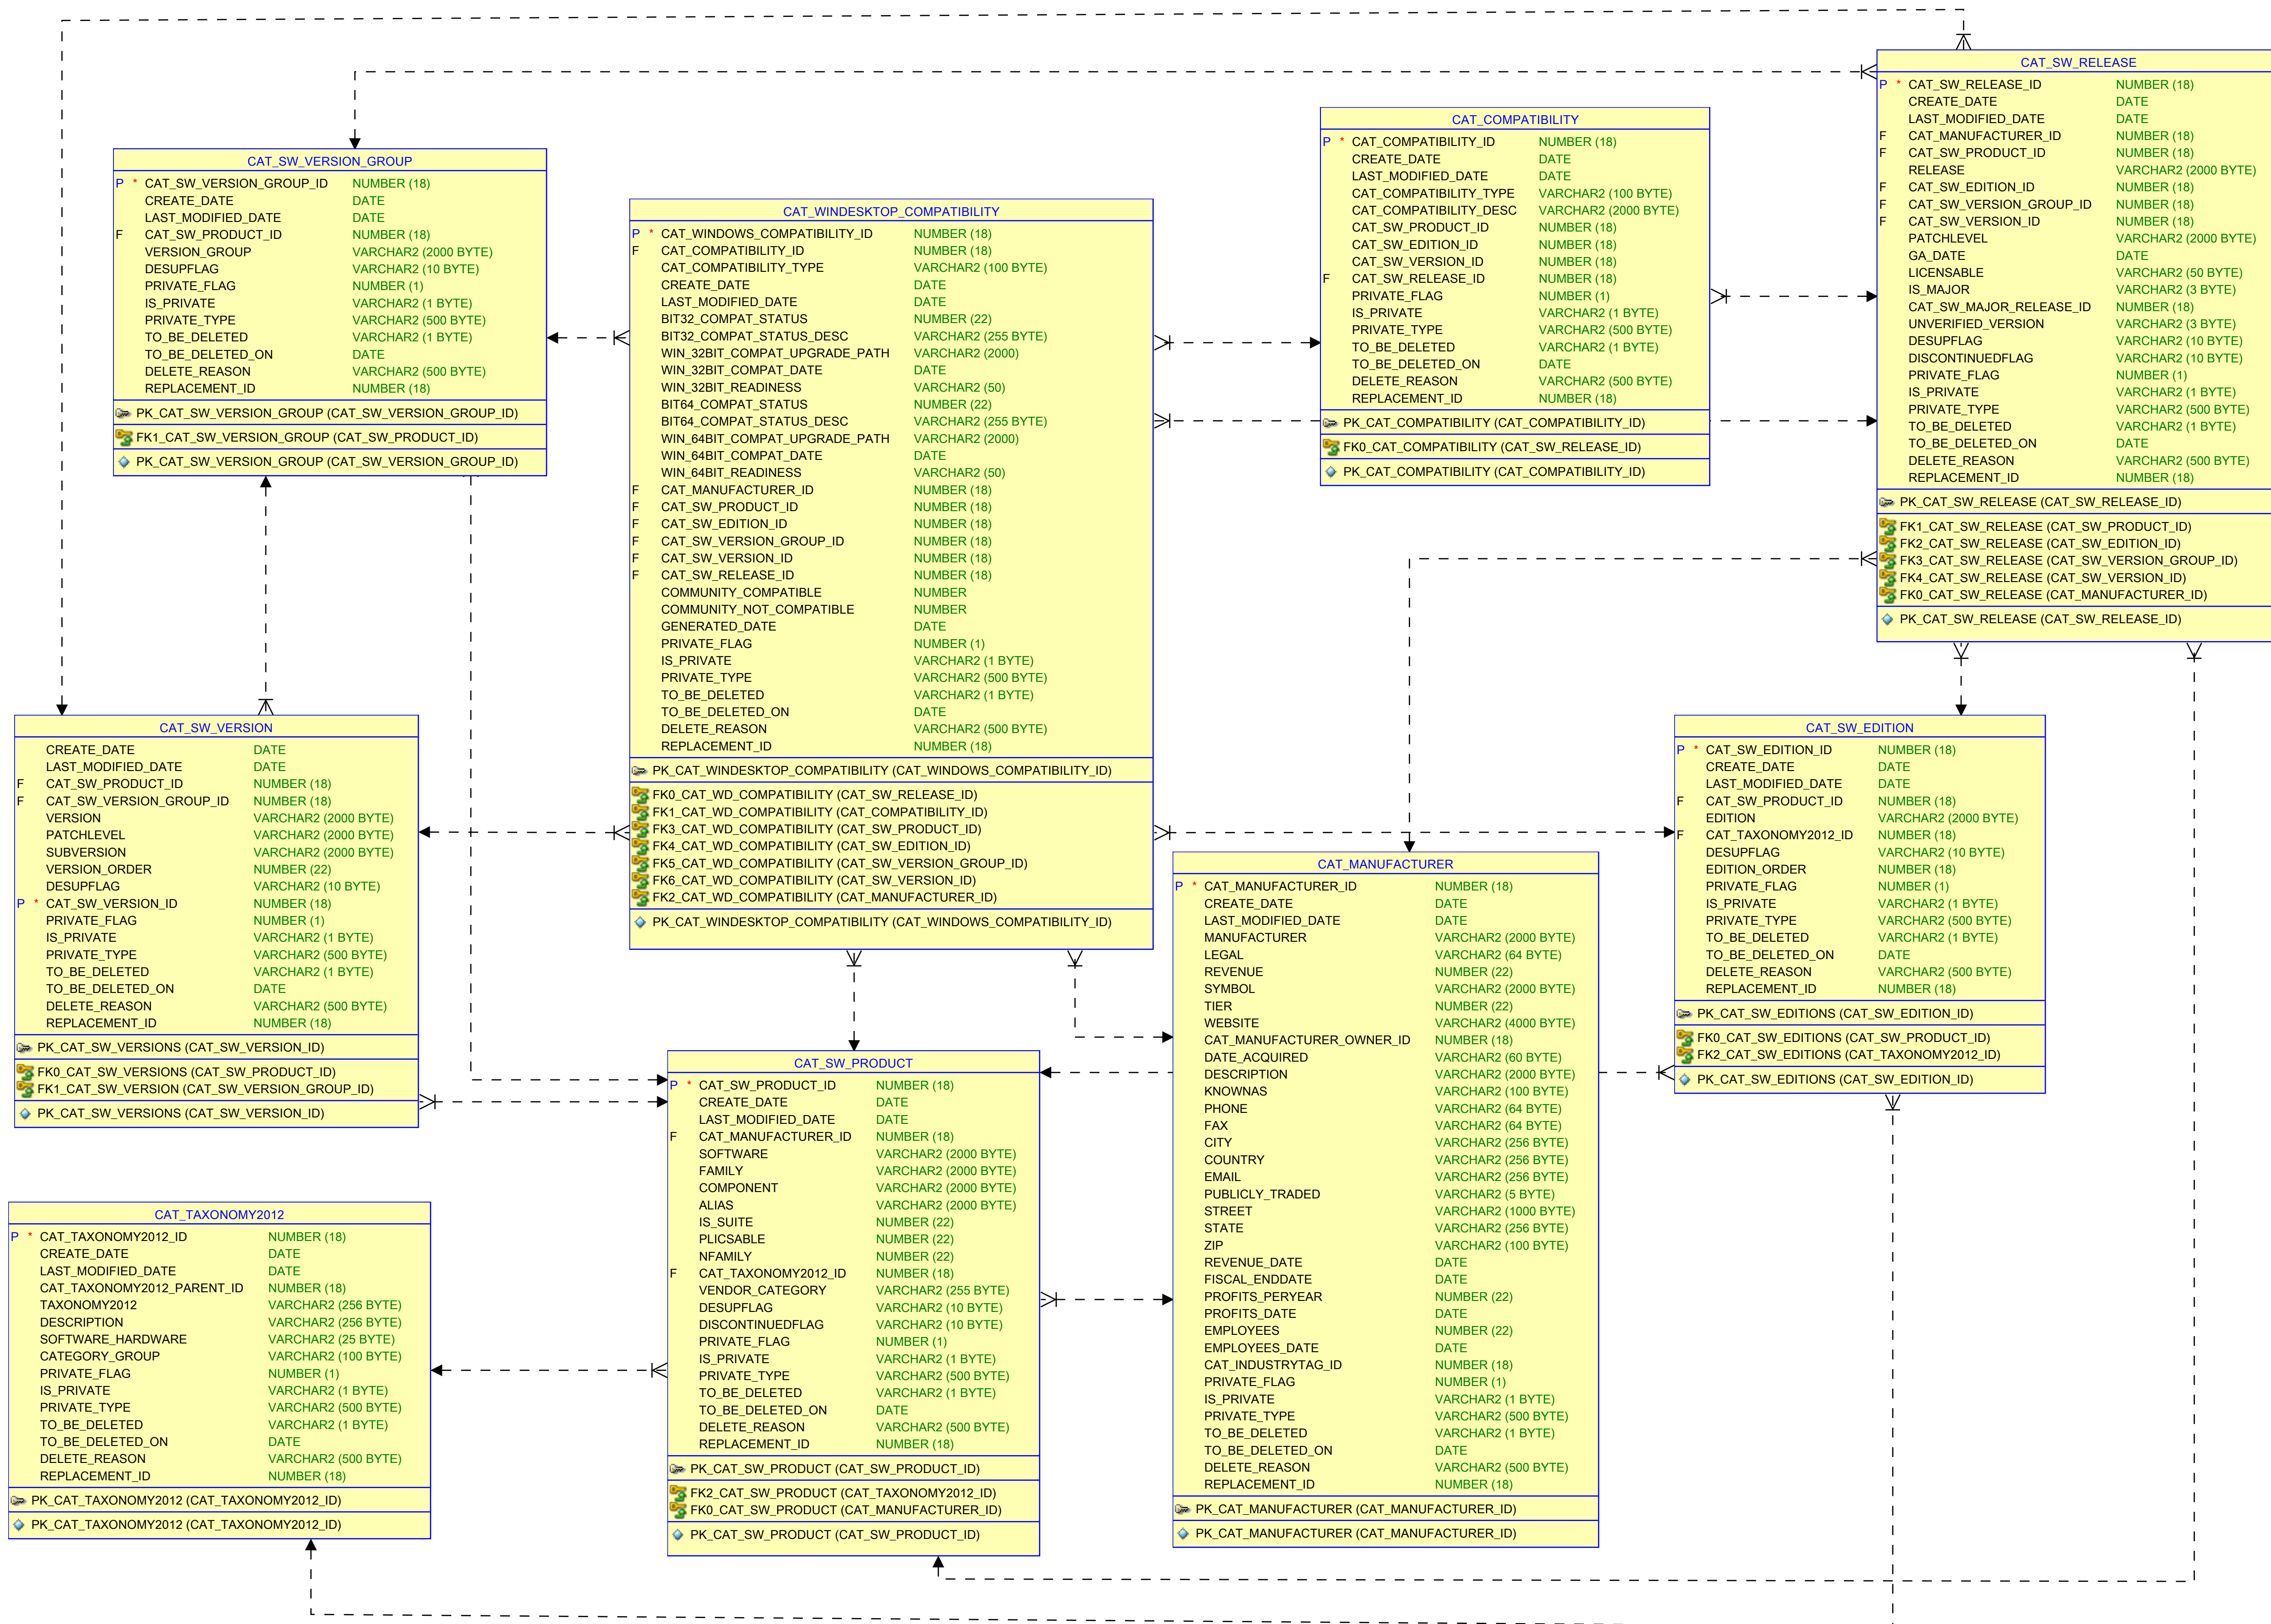 CAT_SW_RELEASE
P * CAT_SW_RELEASE_ID NUMBER (18)
CREATE_DATE DATE
LAST_MODIFIED_DATE DATE
F CAT_MANUFACTURER_ID NUMBER (18)
F CAT_SW_PRODUCT_ID NUMBER (18)
RELEASE VARCHAR2 (2000 BYTE)
F CAT_SW_EDITION_ID NUMBER (18)
F CAT_SW_VERSION_GROUP_ID NUMBER (18)
F CAT_SW_VERSION_ID NUMBER (18)
PATCHLEVEL VARCHAR2 (2000 BYTE)
GA_DATE DATE
LICENSABLE VARCHAR2 (50 BYTE)
IS_MAJOR VARCHAR2 (3 BYTE)
CAT_SW_MAJOR_RELEASE_ID NUMBER (18)
UNVERIFIED_VERSION VARCHAR2 (3 BYTE)
DESUPFLAG VARCHAR2 (10 BYTE)
DISCONTINUEDFLAG VARCHAR2 (10 BYTE)
PRIVATE_FLAG NUMBER (1)
IS_PRIVATE VARCHAR2 (1 BYTE)
PRIVATE_TYPE VARCHAR2 (500 BYTE)
TO_BE_DELETED VARCHAR2 (1 BYTE)
TO_BE_DELETED_ON DATE
DELETE_REASON VARCHAR2 (500 BYTE)
REPLACEMENT_ID NUMBER (18)
PK_CAT_SW_RELEASE (CAT_SW_RELEASE_ID)
FK1_CAT_SW_RELEASE (CAT_SW_PRODUCT_ID)
FK2_CAT_SW_RELEASE (CAT_SW_EDITION_ID)
FK3_CAT_SW_RELEASE (CAT_SW_VERSION_GROUP_ID)
FK4_CAT_SW_RELEASE (CAT_SW_VERSION_ID)
FK0_CAT_SW_RELEASE (CAT_MANUFACTURER_ID)
PK_CAT_SW_RELEASE (CAT_SW_RELEASE_ID)
CAT_COMPATIBILITY
P * CAT_COMPATIBILITY_ID NUMBER (18)
CREATE_DATE DATE
LAST_MODIFIED_DATE DATE
CAT_COMPATIBILITY_TYPE VARCHAR2 (100 BYTE)
CAT_COMPATIBILITY_DESC VARCHAR2 (2000 BYTE)
CAT_SW_PRODUCT_ID NUMBER (18)
CAT_SW_EDITION_ID NUMBER (18)
CAT_SW_VERSION_ID NUMBER (18)
F CAT_SW_RELEASE_ID NUMBER (18)
PRIVATE_FLAG NUMBER (1)
IS_PRIVATE VARCHAR2 (1 BYTE)
PRIVATE_TYPE VARCHAR2 (500 BYTE)
TO_BE_DELETED VARCHAR2 (1 BYTE)
TO_BE_DELETED_ON DATE
DELETE_REASON VARCHAR2 (500 BYTE)
REPLACEMENT_ID NUMBER (18)
PK_CAT_COMPATIBILITY (CAT_COMPATIBILITY_ID)
FK0_CAT_COMPATIBILITY (CAT_SW_RELEASE_ID)
PK_CAT_COMPATIBILITY (CAT_COMPATIBILITY_ID)
CAT_SW_VERSION_GROUP
P * CAT_SW_VERSION_GROUP_ID NUMBER (18)
CREATE_DATE DATE
LAST_MODIFIED_DATE DATE
F CAT_SW_PRODUCT_ID NUMBER (18)
VERSION_GROUP VARCHAR2 (2000 BYTE)
DESUPFLAG VARCHAR2 (10 BYTE)
PRIVATE_FLAG NUMBER (1)
IS_PRIVATE VARCHAR2 (1 BYTE)
PRIVATE_TYPE VARCHAR2 (500 BYTE)
TO_BE_DELETED VARCHAR2 (1 BYTE)
TO_BE_DELETED_ON DATE
DELETE_REASON VARCHAR2 (500 BYTE)
REPLACEMENT_ID NUMBER (18)
PK_CAT_SW_VERSION_GROUP (CAT_SW_VERSION_GROUP_ID)
FK1_CAT_SW_VERSION_GROUP (CAT_SW_PRODUCT_ID)
PK_CAT_SW_VERSION_GROUP (CAT_SW_VERSION_GROUP_ID)
CAT_WINDESKTOP_COMPATIBILITY
P * CAT_WINDOWS_COMPATIBILITY_ID NUMBER (18)
F CAT_COMPATIBILITY_ID NUMBER (18)
CAT_COMPATIBILITY_TYPE VARCHAR2 (100 BYTE)
CREATE_DATE DATE
LAST_MODIFIED_DATE DATE
BIT32_COMPAT_STATUS NUMBER (22)
BIT32_COMPAT_STATUS_DESC VARCHAR2 (255 BYTE)
WIN_32BIT_COMPAT_UPGRADE_PATH VARCHAR2 (2000)
WIN_32BIT_COMPAT_DATE DATE
WIN_32BIT_READINESS VARCHAR2 (50)
BIT64_COMPAT_STATUS NUMBER (22)
BIT64_COMPAT_STATUS_DESC VARCHAR2 (255 BYTE)
WIN_64BIT_COMPAT_UPGRADE_PATH VARCHAR2 (2000)
WIN_64BIT_COMPAT_DATE DATE
WIN_64BIT_READINESS VARCHAR2 (50)
F CAT_MANUFACTURER_ID NUMBER (18)
F CAT_SW_PRODUCT_ID NUMBER (18)
F CAT_SW_EDITION_ID NUMBER (18)
F CAT_SW_VERSION_GROUP_ID NUMBER (18)
F CAT_SW_VERSION_ID NUMBER (18)
F CAT_SW_RELEASE_ID NUMBER (18)
COMMUNITY_COMPATIBLE NUMBER
COMMUNITY_NOT_COMPATIBLE NUMBER
GENERATED_DATE DATE
PRIVATE_FLAG NUMBER (1)
IS_PRIVATE VARCHAR2 (1 BYTE)
PRIVATE_TYPE VARCHAR2 (500 BYTE)
TO_BE_DELETED VARCHAR2 (1 BYTE)
TO_BE_DELETED_ON DATE
DELETE_REASON VARCHAR2 (500 BYTE)
REPLACEMENT_ID NUMBER (18)
PK_CAT_WINDESKTOP_COMPATIBILITY (CAT_WINDOWS_COMPATIBILITY_ID)
FK0_CAT_WD_COMPATIBILITY (CAT_SW_RELEASE_ID)
FK1_CAT_WD_COMPATIBILITY (CAT_COMPATIBILITY_ID)
FK3_CAT_WD_COMPATIBILITY (CAT_SW_PRODUCT_ID)
FK4_CAT_WD_COMPATIBILITY (CAT_SW_EDITION_ID)
FK5_CAT_WD_COMPATIBILITY (CAT_SW_VERSION_GROUP_ID)
FK6_CAT_WD_COMPATIBILITY (CAT_SW_VERSION_ID)
FK2_CAT_WD_COMPATIBILITY (CAT_MANUFACTURER_ID)
PK_CAT_WINDESKTOP_COMPATIBILITY (CAT_WINDOWS_COMPATIBILITY_ID)
CAT_SW_VERSION
CREATE_DATE DATE
LAST_MODIFIED_DATE DATE
F CAT_SW_PRODUCT_ID NUMBER (18)
F CAT_SW_VERSION_GROUP_ID NUMBER (18)
VERSION VARCHAR2 (2000 BYTE)
PATCHLEVEL VARCHAR2 (2000 BYTE)
SUBVERSION VARCHAR2 (2000 BYTE)
VERSION_ORDER NUMBER (22)
DESUPFLAG VARCHAR2 (10 BYTE)
P * CAT_SW_VERSION_ID NUMBER (18)
PRIVATE_FLAG NUMBER (1)
IS_PRIVATE VARCHAR2 (1 BYTE)
PRIVATE_TYPE VARCHAR2 (500 BYTE)
TO_BE_DELETED VARCHAR2 (1 BYTE)
TO_BE_DELETED_ON DATE
DELETE_REASON VARCHAR2 (500 BYTE)
REPLACEMENT_ID NUMBER (18)
PK_CAT_SW_VERSIONS (CAT_SW_VERSION_ID)
FK0_CAT_SW_VERSIONS (CAT_SW_PRODUCT_ID)
FK1_CAT_SW_VERSION (CAT_SW_VERSION_GROUP_ID)
PK_CAT_SW_VERSIONS (CAT_SW_VERSION_ID)
CAT_SW_EDITION
P * CAT_SW_EDITION_ID NUMBER (18)
CREATE_DATE DATE
LAST_MODIFIED_DATE DATE
F CAT_SW_PRODUCT_ID NUMBER (18)
EDITION VARCHAR2 (2000 BYTE)
F CAT_TAXONOMY2012_ID NUMBER (18)
DESUPFLAG VARCHAR2 (10 BYTE)
EDITION_ORDER NUMBER (18)
PRIVATE_FLAG NUMBER (1)
IS_PRIVATE VARCHAR2 (1 BYTE)
PRIVATE_TYPE VARCHAR2 (500 BYTE)
TO_BE_DELETED VARCHAR2 (1 BYTE)
TO_BE_DELETED_ON DATE
DELETE_REASON VARCHAR2 (500 BYTE)
REPLACEMENT_ID NUMBER (18)
PK_CAT_SW_EDITIONS (CAT_SW_EDITION_ID)
FK0_CAT_SW_EDITIONS (CAT_SW_PRODUCT_ID)
FK2_CAT_SW_EDITIONS (CAT_TAXONOMY2012_ID)
PK_CAT_SW_EDITIONS (CAT_SW_EDITION_ID)
CAT_MANUFACTURER
P * CAT_MANUFACTURER_ID NUMBER (18)
CREATE_DATE DATE
LAST_MODIFIED_DATE DATE
MANUFACTURER VARCHAR2 (2000 BYTE)
LEGAL VARCHAR2 (64 BYTE)
REVENUE NUMBER (22)
SYMBOL VARCHAR2 (2000 BYTE)
TIER NUMBER (22)
WEBSITE VARCHAR2 (4000 BYTE)
CAT_MANUFACTURER_OWNER_ID NUMBER (18)
DATE_ACQUIRED VARCHAR2 (60 BYTE)
DESCRIPTION VARCHAR2 (2000 BYTE)
KNOWNAS VARCHAR2 (100 BYTE)
PHONE VARCHAR2 (64 BYTE)
FAX VARCHAR2 (64 BYTE)
CITY VARCHAR2 (256 BYTE)
COUNTRY VARCHAR2 (256 BYTE)
EMAIL VARCHAR2 (256 BYTE)
PUBLICLY_TRADED VARCHAR2 (5 BYTE)
STREET VARCHAR2 (1000 BYTE)
STATE VARCHAR2 (256 BYTE)
ZIP VARCHAR2 (100 BYTE)
REVENUE_DATE DATE
FISCAL_ENDDATE DATE
PROFITS_PERYEAR NUMBER (22)
PROFITS_DATE DATE
EMPLOYEES NUMBER (22)
EMPLOYEES_DATE DATE
CAT_INDUSTRYTAG_ID NUMBER (18)
PRIVATE_FLAG NUMBER (1)
IS_PRIVATE VARCHAR2 (1 BYTE)
PRIVATE_TYPE VARCHAR2 (500 BYTE)
TO_BE_DELETED VARCHAR2 (1 BYTE)
TO_BE_DELETED_ON DATE
DELETE_REASON VARCHAR2 (500 BYTE)
REPLACEMENT_ID NUMBER (18)
PK_CAT_MANUFACTURER (CAT_MANUFACTURER_ID)
PK_CAT_MANUFACTURER (CAT_MANUFACTURER_ID)
CAT_SW_PRODUCT
P * CAT_SW_PRODUCT_ID NUMBER (18)
CREATE_DATE DATE
LAST_MODIFIED_DATE DATE
F CAT_MANUFACTURER_ID NUMBER (18)
SOFTWARE VARCHAR2 (2000 BYTE)
FAMILY VARCHAR2 (2000 BYTE)
COMPONENT VARCHAR2 (2000 BYTE)
ALIAS VARCHAR2 (2000 BYTE)
IS_SUITE NUMBER (22)
PLICSABLE NUMBER (22)
NFAMILY NUMBER (22)
F CAT_TAXONOMY2012_ID NUMBER (18)
VENDOR_CATEGORY VARCHAR2 (255 BYTE)
DESUPFLAG VARCHAR2 (10 BYTE)
DISCONTINUEDFLAG VARCHAR2 (10 BYTE)
PRIVATE_FLAG NUMBER (1)
IS_PRIVATE VARCHAR2 (1 BYTE)
PRIVATE_TYPE VARCHAR2 (500 BYTE)
TO_BE_DELETED VARCHAR2 (1 BYTE)
TO_BE_DELETED_ON DATE
DELETE_REASON VARCHAR2 (500 BYTE)
REPLACEMENT_ID NUMBER (18)
PK_CAT_SW_PRODUCT (CAT_SW_PRODUCT_ID)
FK2_CAT_SW_PRODUCT (CAT_TAXONOMY2012_ID)
FK0_CAT_SW_PRODUCT (CAT_MANUFACTURER_ID)
PK_CAT_SW_PRODUCT (CAT_SW_PRODUCT_ID)
CAT_TAXONOMY2012
P * CAT_TAXONOMY2012_ID NUMBER (18)
CREATE_DATE DATE
LAST_MODIFIED_DATE DATE
CAT_TAXONOMY2012_PARENT_ID NUMBER (18)
TAXONOMY2012 VARCHAR2 (256 BYTE)
DESCRIPTION VARCHAR2 (256 BYTE)
SOFTWARE_HARDWARE VARCHAR2 (25 BYTE)
CATEGORY_GROUP VARCHAR2 (100 BYTE)
PRIVATE_FLAG NUMBER (1)
IS_PRIVATE VARCHAR2 (1 BYTE)
PRIVATE_TYPE VARCHAR2 (500 BYTE)
TO_BE_DELETED VARCHAR2 (1 BYTE)
TO_BE_DELETED_ON DATE
DELETE_REASON VARCHAR2 (500 BYTE)
REPLACEMENT_ID NUMBER (18)
PK_CAT_TAXONOMY2012 (CAT_TAXONOMY2012_ID)
PK_CAT_TAXONOMY2012 (CAT_TAXONOMY2012_ID)